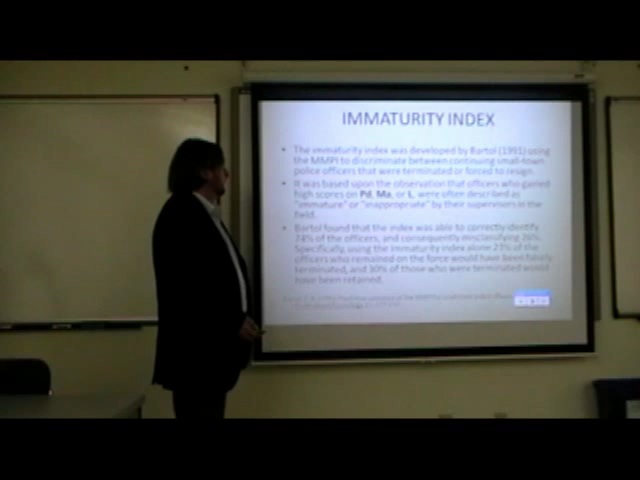 IMMATURITY INDEX
• The immaturity index was developed by Bartol (1991) using
the MMPI to discriminate between continuing small-town
police officers that were terminated or forced to resign.
• It was based upon the observation that officers who gained
high scores on Pd, Ma, or L, were often described as
"immature" or "inappropriate" by their supervisors in the
field.
• Bartol found that the index was able to correctly identify
74% of the officers, and consequently misclassifying 26%.
Specifically, using the immaturity index alone 23% of the
officers who remained on the force would have been falsely
terminated, and 30% of those who were terminated would
have been retained.